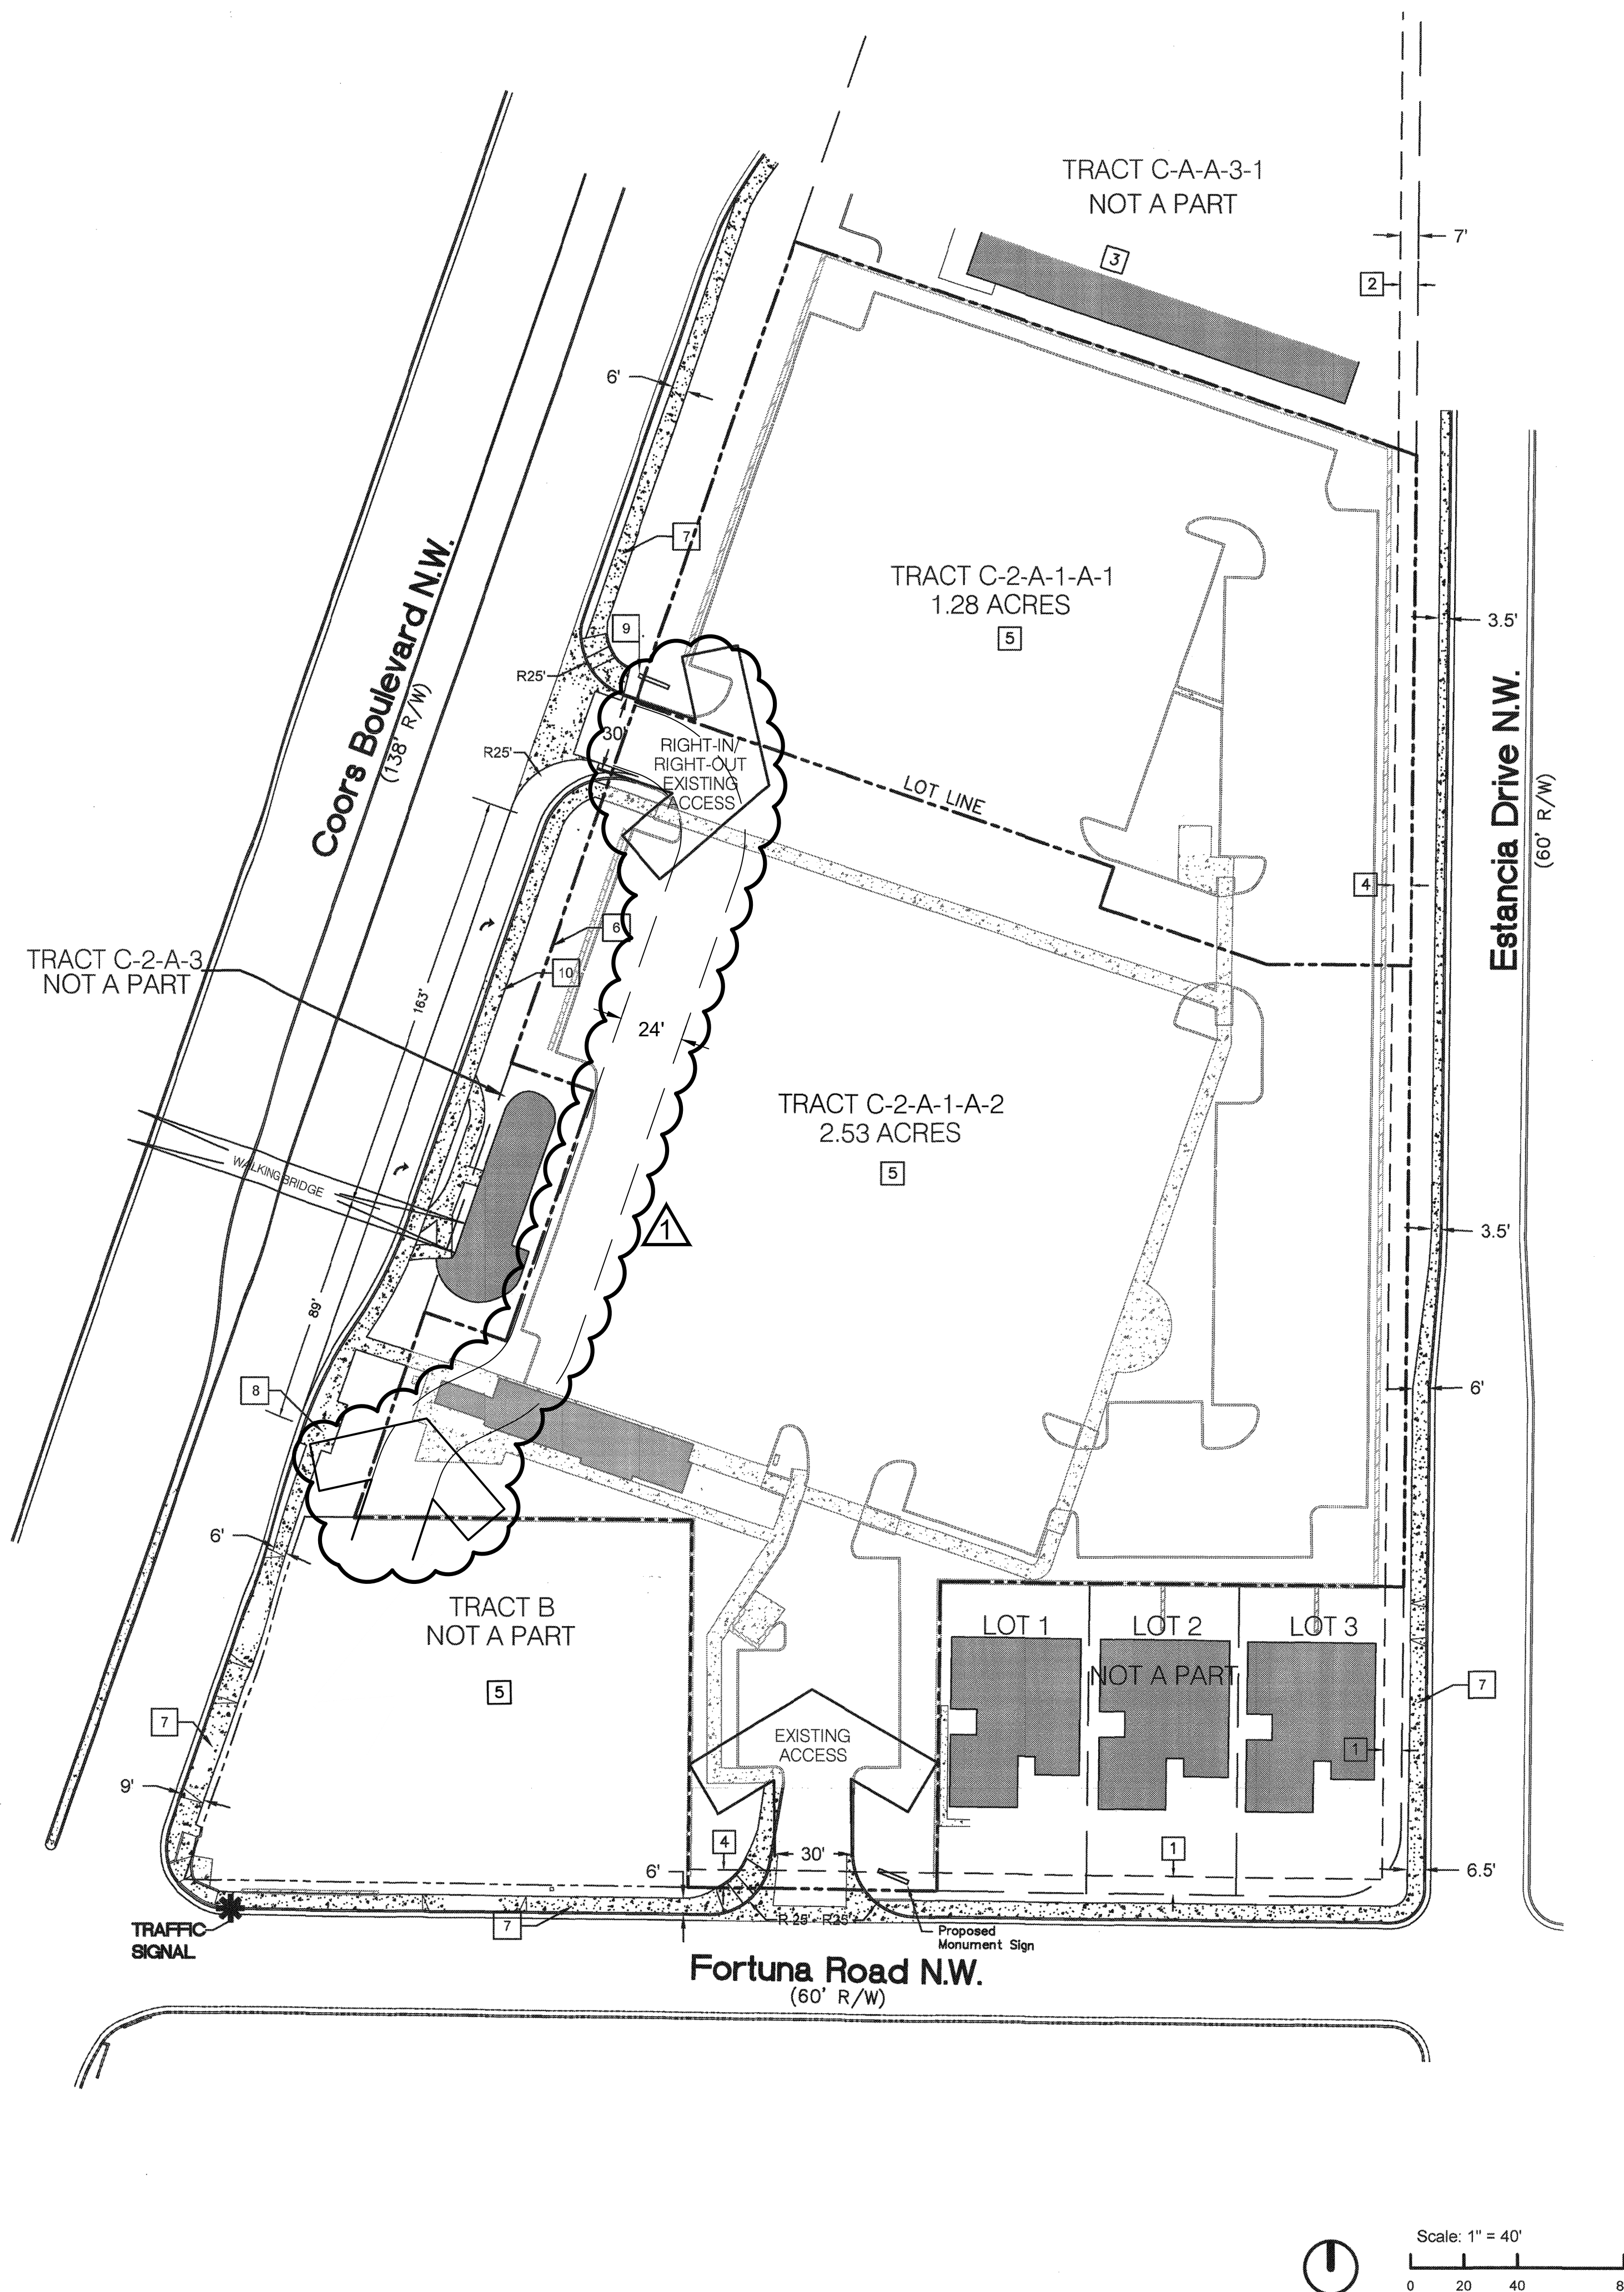 TRACT C-A-A-3-1
NOT A PART
3
7'
2
6'
7
TRACT C-2-A-1-A-1
1.28 ACRES
5
3.5'
9
R25'
30'
RIGHT-IN/
RIGHT-OUT
EXISTING
ACCESS
R25'
Coors Boulevard N.W.
(138' R/W)
LOT LINE
Estancia Drive N.W.
(60' R/W)
4
6
TRACT C-2-A-3
NOT A PART
10
163'
24'
TRACT C-2-A-1-A-2
2.53 ACRES
5
WALKING BRIDGE
1
3.5'
89'
8
6'
6'
TRACT B
NOT A PART
5
LOT 1
LOT 2
LOT 3
NOT A PART
7
7
EXISTING
ACCESS
1
9'
4
30'
1
6'
6.5'
TRAFFIC
SIGNAL
7
R 25'
R25'
Proposed
Monument Sign
Fortuna Road N.W.
(60' R/W)
Scale: 1" = 40'
0 20 40 8